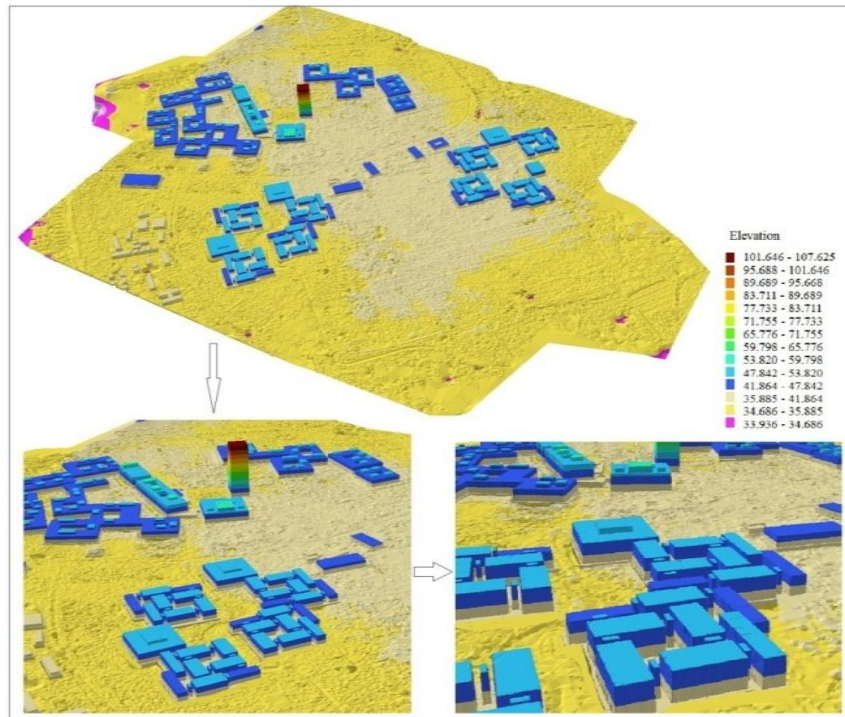 Elevation
101.646 - 107.625
95.688 - 101.646
89.689 - 95.668
83.711 - 89.689
77.733 - 83.711
71.755 - 77.733
65.776 - 71.755
59.798 - 65.776
53.820 - 59.798
47.842 - 53.820
41.864 - 47.842
35.885 - 41.864
34.686 - 35.885
33.936 - 34.686